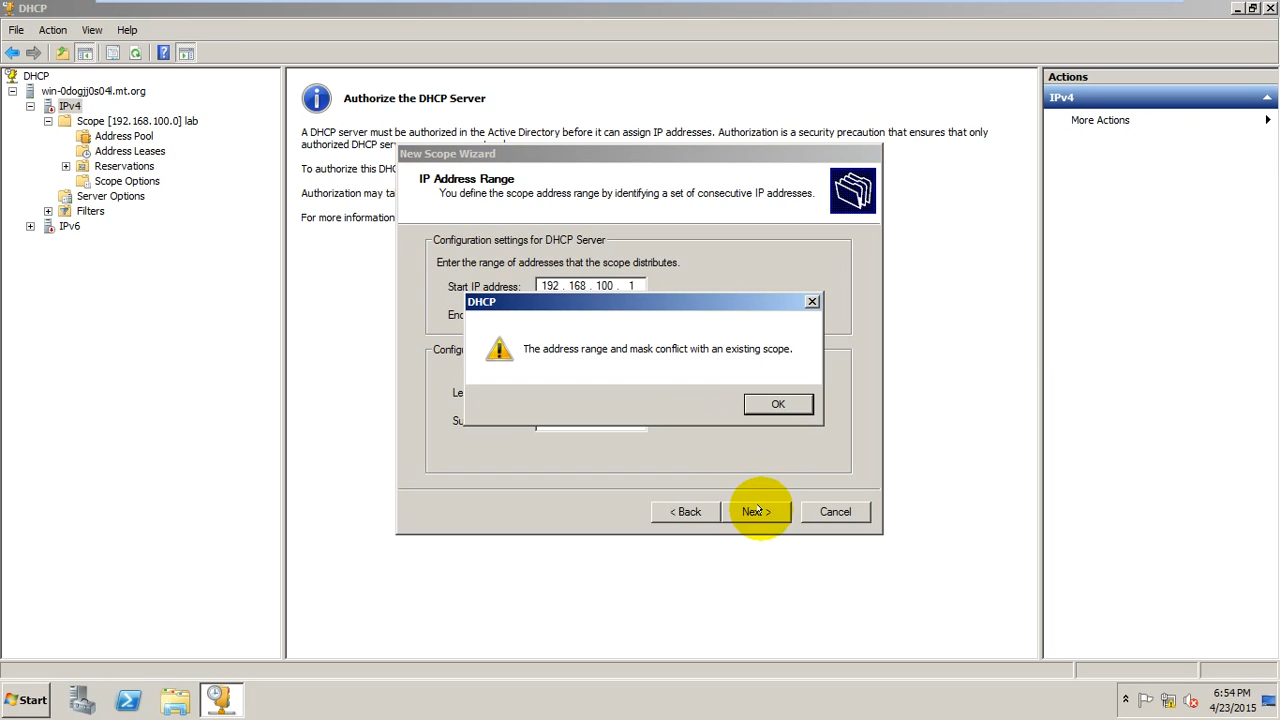 DHCP
File Action View Help
DHCP
win-0dogjj0s04l.mt.org
IPv4
Scope [192.168.100.0] lab
Address Pool
Address Leases
Reservations
Scope Options
Server Options
Filters
IPv6
Authorize the DHCP Server
A DHCP server must be authorized in the Active Directory before it can assign IP addresses. Authorization is a security precaution that ensures that only
authorized DHCP serv
To authorize this DHC
Authorization may ta
For more information
New Scope Wizard
IP Address Range
You define the scope address range by identifying a set of consecutive IP addresses.
Configuration settings for DHCP Server
Enter the range of addresses that the scope distributes.
Start IP address: 192 . 168 . 100 . 1
Enc
Config
Le
Su
DHCP
The address range and mask conflict with an existing scope.
OK
< Back Next > Cancel
Actions
IPv4
More Actions
Start
6:54 PM
4/23/2015